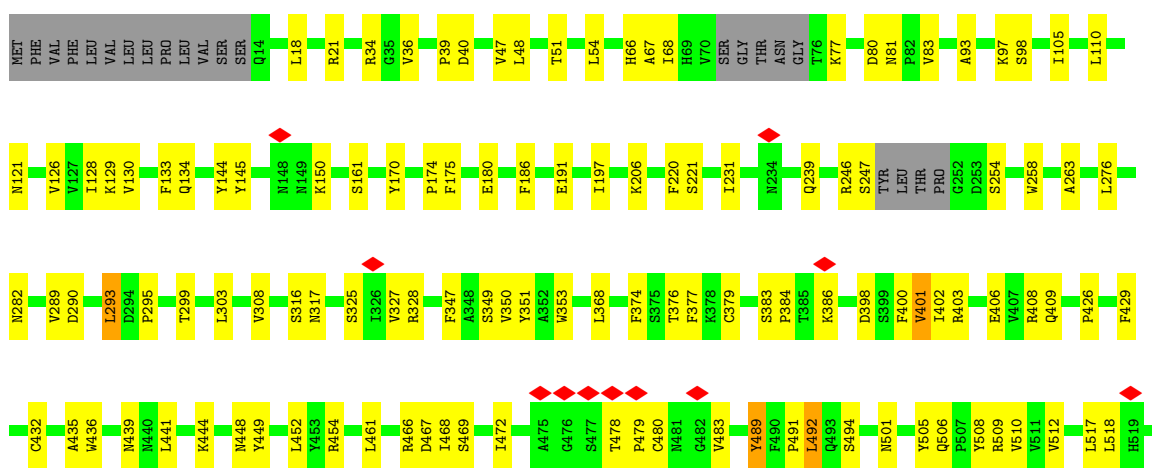 MET PHE VAL PHE LEU VAL LEU LEU PRO LEU VAL SER SER Q14 L18 R21 R34 G35 V36 P39 D40 V47 L48 T51 L54 H66 A67 I68 H69 V70 SER GLY THR ASN GLY T76 K77 D80 N81 P82 V83 A93 K97 S98 I105 L110
N121 V126 V127 I128 K129 V130 F133 Q134 Y144 Y145 N148 N149 K150 S161 Y170 P174 F175 E180 F186 E191 I197 K206 F220 S221 I231 N234 Q239 R246 S247 TYR LEU THR PRO G252 D253 S254 W258 A263 L276
N282 V289 D290 L293 D294 P295 T299 L303 V308 S316 N317 S325 I326 V327 R328 F347 A348 S349 V350 Y351 A352 W353 L368 F374 S375 T376 F377 K378 C379 S383 P384 T385 K386 D398 S399 F400 V401 I402 R403 E406 V407 R408 Q409 P426 F429
C432 A435 W436 N439 N440 L441 K444 N448 Y449 L452 Y453 R454 L461 R466 D467 I468 S469 I472 A475 G476 S477 T478 P479 C480 N481 G482 V483 Y489 F490 P491 L492 Q493 S494 N501 Y505 Q506 P507 Y508 R509 V510 V511 V512 L517 L518 H519